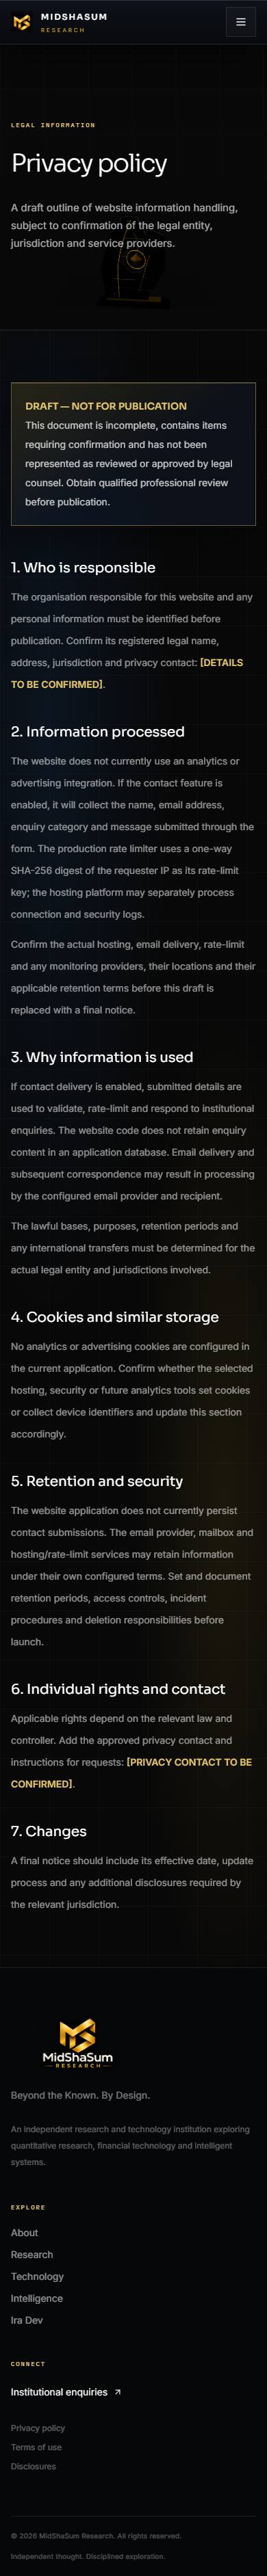 MIDSHASUM
RESEARCH
LEGAL INFORMATION
Privacy policy
A draft outline of website information handling,
subject to confirmation of the legal entity,
jurisdiction and service providers.
DRAFT — NOT FOR PUBLICATION
This document is incomplete, contains items
requiring confirmation and has not been
represented as reviewed or approved by legal
counsel. Obtain qualified professional review
before publication.
1. Who is responsible
The organisation responsible for this website and any
personal information must be identified before
publication. Confirm its registered legal name,
address, jurisdiction and privacy contact: [DETAILS
TO BE CONFIRMED].
2. Information processed
The website does not currently use an analytics or
advertising integration. If the contact feature is
enabled, it will collect the name, email address,
enquiry category and message submitted through the
form. The production rate limiter uses a one-way
SHA-256 digest of the requester IP as its rate-limit
key; the hosting platform may separately process
connection and security logs.
Confirm the actual hosting, email delivery, rate-limit
and any monitoring providers, their locations and their
applicable retention terms before this draft is
replaced with a final notice.
3. Why information is used
If contact delivery is enabled, submitted details are
used to validate, rate-limit and respond to institutional
enquiries. The website code does not retain enquiry
content in an application database. Email delivery and
subsequent correspondence may result in processing
by the configured email provider and recipient.
The lawful bases, purposes, retention periods and
any international transfers must be determined for the
actual legal entity and jurisdictions involved.
4. Cookies and similar storage
No analytics or advertising cookies are configured in
the current application. Confirm whether the selected
hosting, security or future analytics tools set cookies
or collect device identifiers and update this section
accordingly.
5. Retention and security
The website application does not currently persist
contact submissions. The email provider, mailbox and
hosting/rate-limit services may retain information
under their own configured terms. Set and document
retention periods, access controls, incident
procedures and deletion responsibilities before
launch.
6. Individual rights and contact
Applicable rights depend on the relevant law and
controller. Add the approved privacy contact and
instructions for requests: [PRIVACY CONTACT TO BE
CONFIRMED].
7. Changes
A final notice should include its effective date, update
process and any additional disclosures required by
the relevant jurisdiction.
MidShaSum
RESEARCH
Beyond the Known. By Design.
An independent research and technology institution exploring
quantitative research, financial technology and intelligent
systems.
EXPLORE
About
Research
Technology
Intelligence
Ira Dev
CONNECT
Institutional enquiries
Privacy policy
Terms of use
Disclosures
© 2026 MidShaSum Research. All rights reserved.
Independent thought. Disciplined exploration.